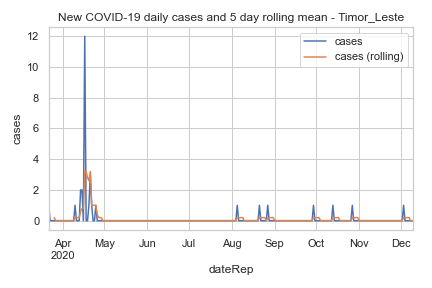 New COVID-19 daily cases and 5 day rolling mean - Timor_Leste
cases
cases (rolling)
cases
12
10
8
6
4
2
0
Apr May Jun Jul Aug Sep Oct Nov Dec
2020
dateRep